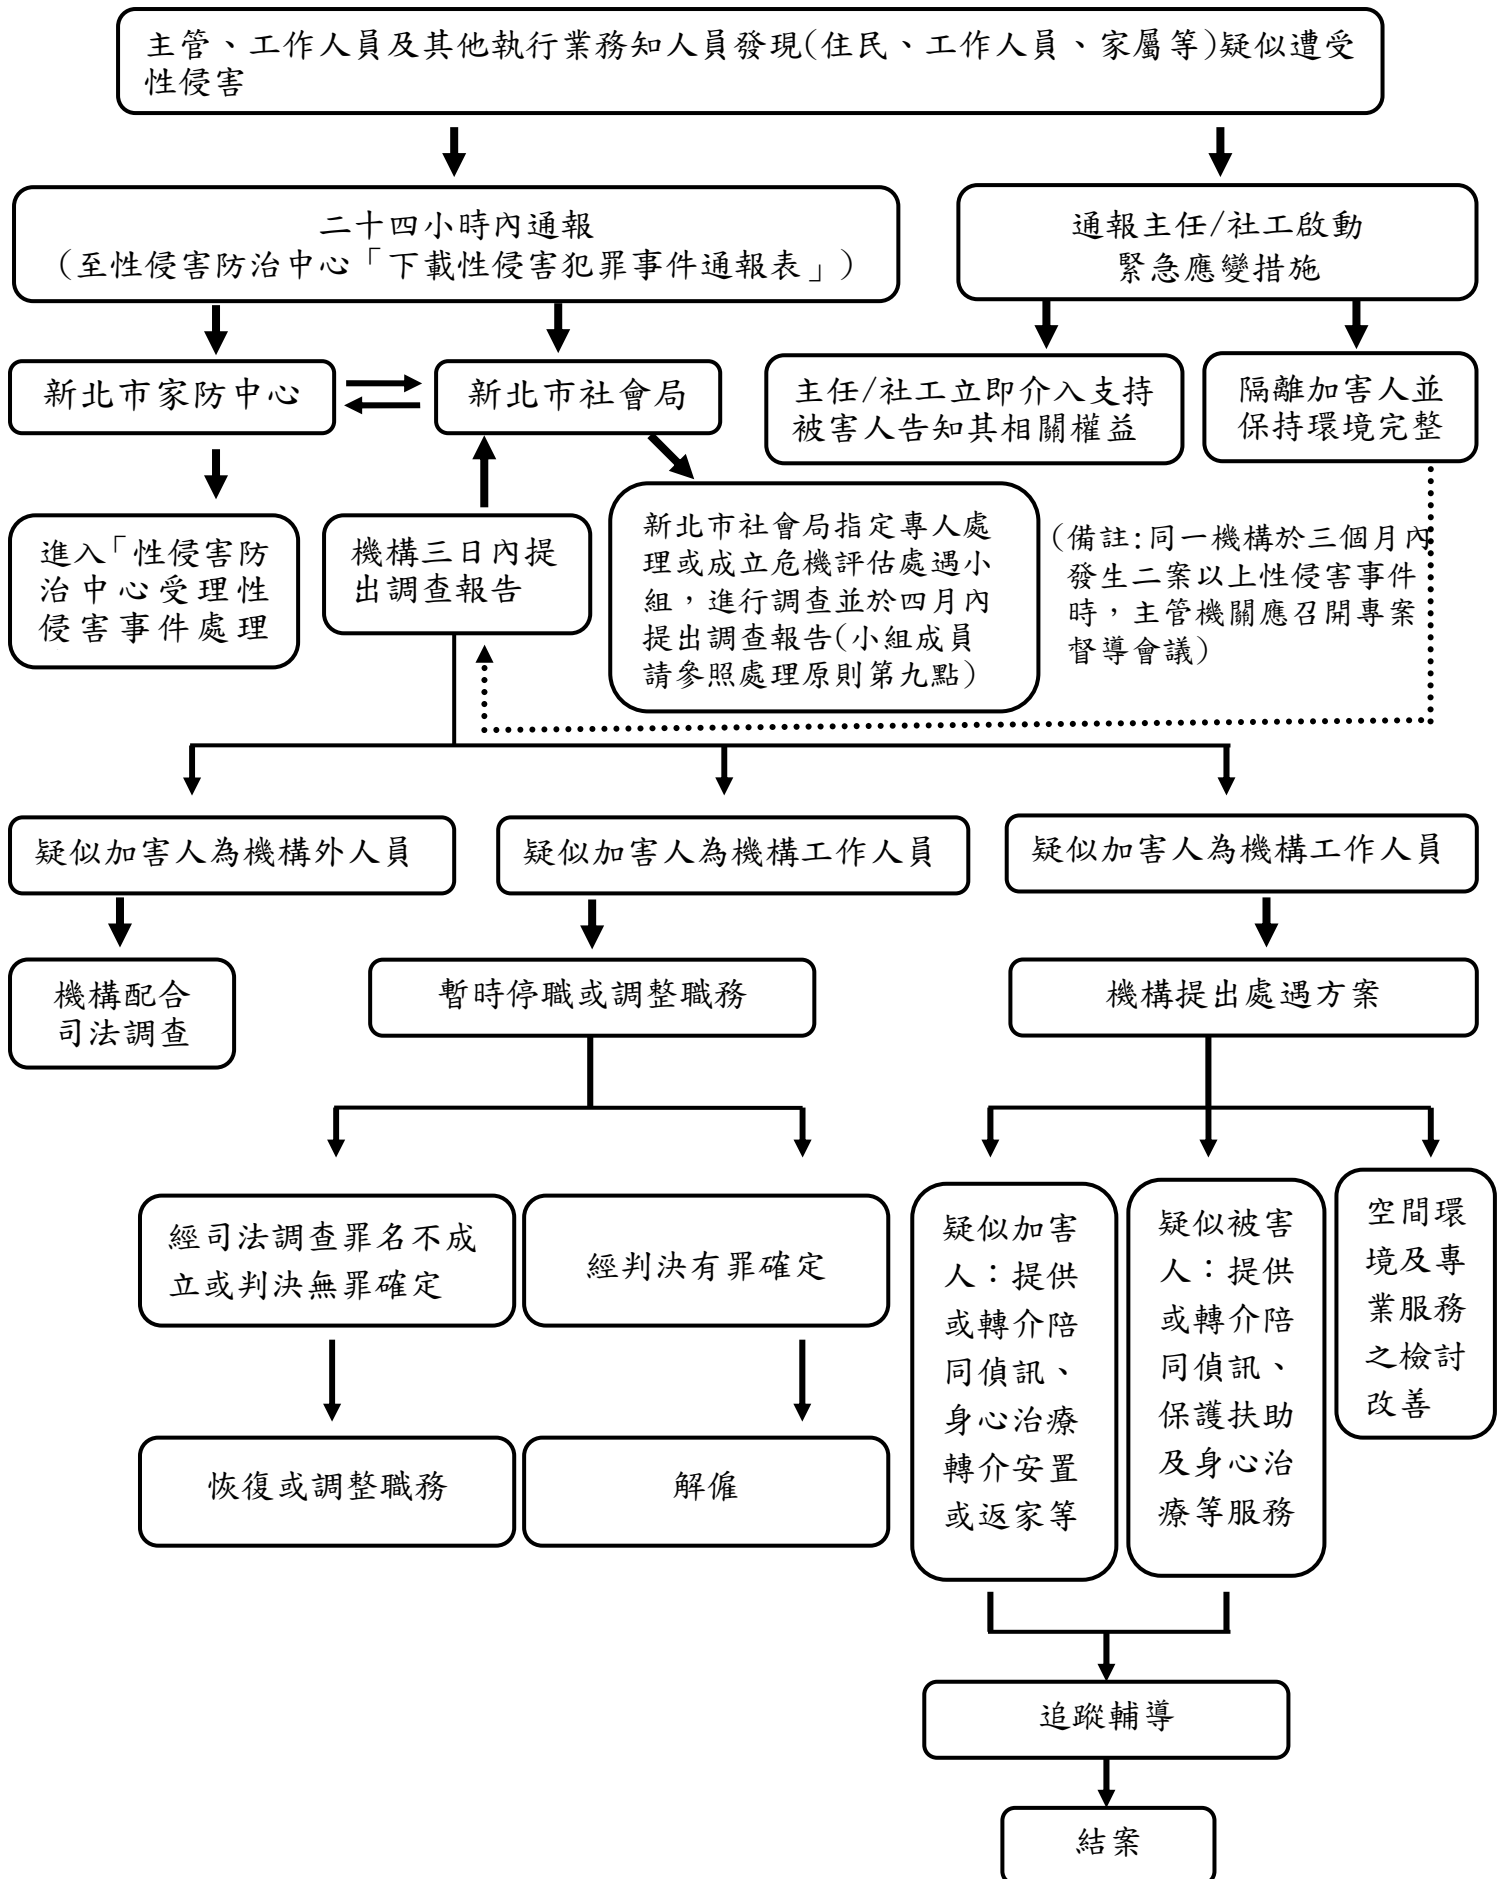 主管、工作人員及其他執行業務知人員發現(住民、工作人員、家屬等)疑似遭受
性侵害
二十四小時內通報
（至性侵害防治中心「下載性侵害犯罪事件通報表」）
通報主任/社工啟動
緊急應變措施
新北市家防中心
新北市社會局
主任/社工立即介入支持
被害人告知其相關權益
隔離加害人並
保持環境完整
進入「性侵害防
治中心受理性
侵害事件處理
機構三日內提
出調查報告
新北市社會局指定專人處
理或成立危機評估處遇小
組，進行調查並於四月內
提出調查報告(小組成員
請參照處理原則第九點)
(備註:同一機構於三個月內
發生二案以上性侵害事件
時，主管機關應召開專案
督導會議)
疑似加害人為機構外人員
疑似加害人為機構工作人員
疑似加害人為機構工作人員
機構配合
司法調查
暫時停職或調整職務
機構提出處遇方案
經司法調查罪名不成
立或判決無罪確定
經判決有罪確定
疑似加害
人：提供
或轉介陪
同偵訊、
身心治療
轉介安置
或返家等
疑似被害
人：提供
或轉介陪
同偵訊、
保護扶助
及身心治
療等服務
空間環
境及專
業服務
之檢討
改善
恢復或調整職務
解僱
追蹤輔導
結案